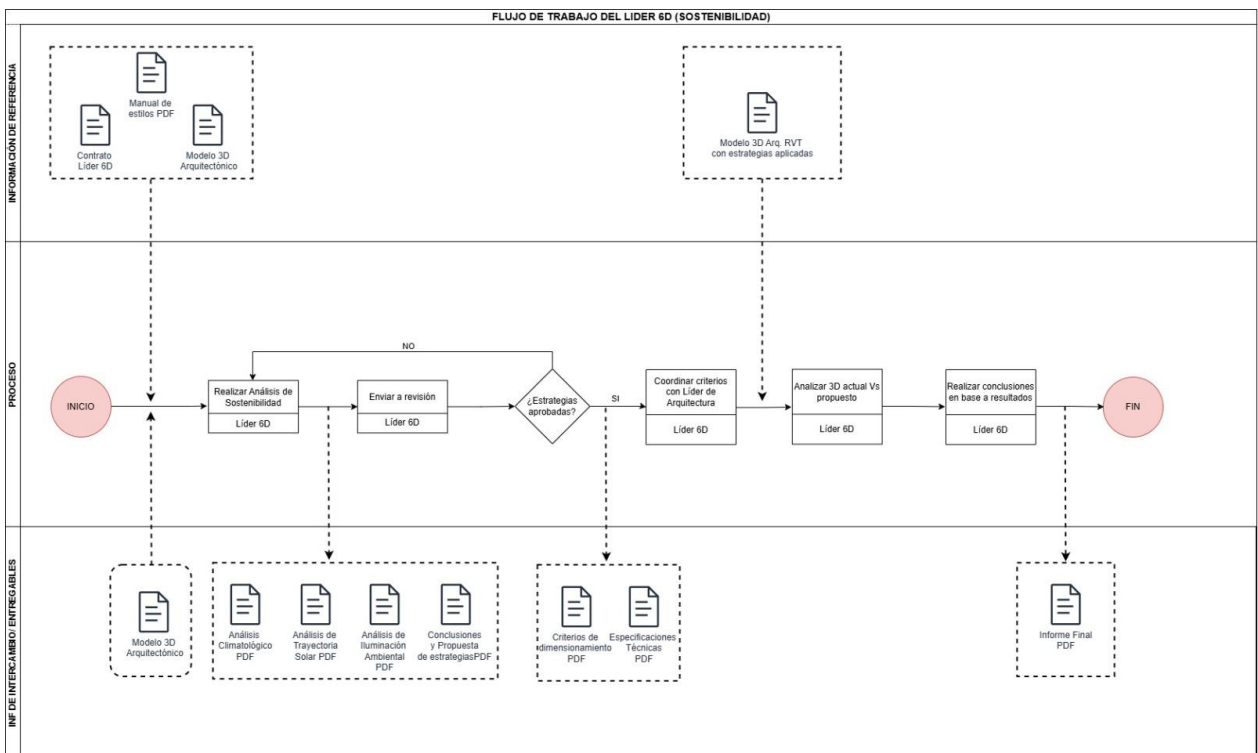 FLUJO DE TRABAJO DEL LIDER 6D (SOSTENIBILIDAD)
INFORMACIÓN DE REFERENCIA
Manual de
estilos PDF
Contrato
Líder 6D
Modelo 3D
Arquitectónico
Modelo 3D Arq. RVT
con estrategias aplicadas
PROCESO
INICIO
Realizar Análisis de
Sostenibilidad
Líder 6D
Enviar a revisión
Líder 6D
NO
¿Estrategias
aprobadas?
SI
Coordinar criterios
con Líder de
Arquitectura
Líder 6D
Analizar 3D actual Vs
propuesto
Líder 6D
Realizar conclusiones
en base a resultados
Líder 6D
FIN
INF DE INTERCAMBIO/ ENTREGABLES
Modelo 3D
Arquitectónico
Análisis
Climatológico
PDF
Análisis de
Trayectoria
Solar PDF
Análisis de
Iluminación
Ambiental
PDF
Conclusiones
y Propuesta
de estrategiasPDF
Criterios de
dimensionamiento
PDF
Especificaciones
Tècnicas
PDF
Informe Final
PDF